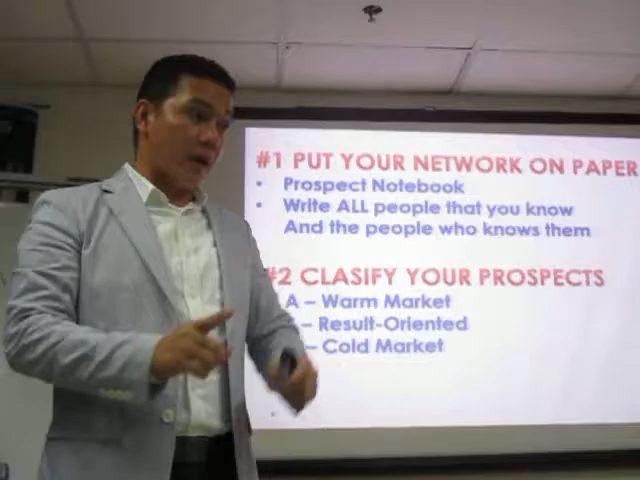 #1 PUT YOUR NETWORK ON PAPER
• Prospect Notebook
• Write ALL people that you know
And the people who knows them
#2 CLASIFY YOUR PROSPECTS
A – Warm Market
– Result-Oriented
– Cold Market